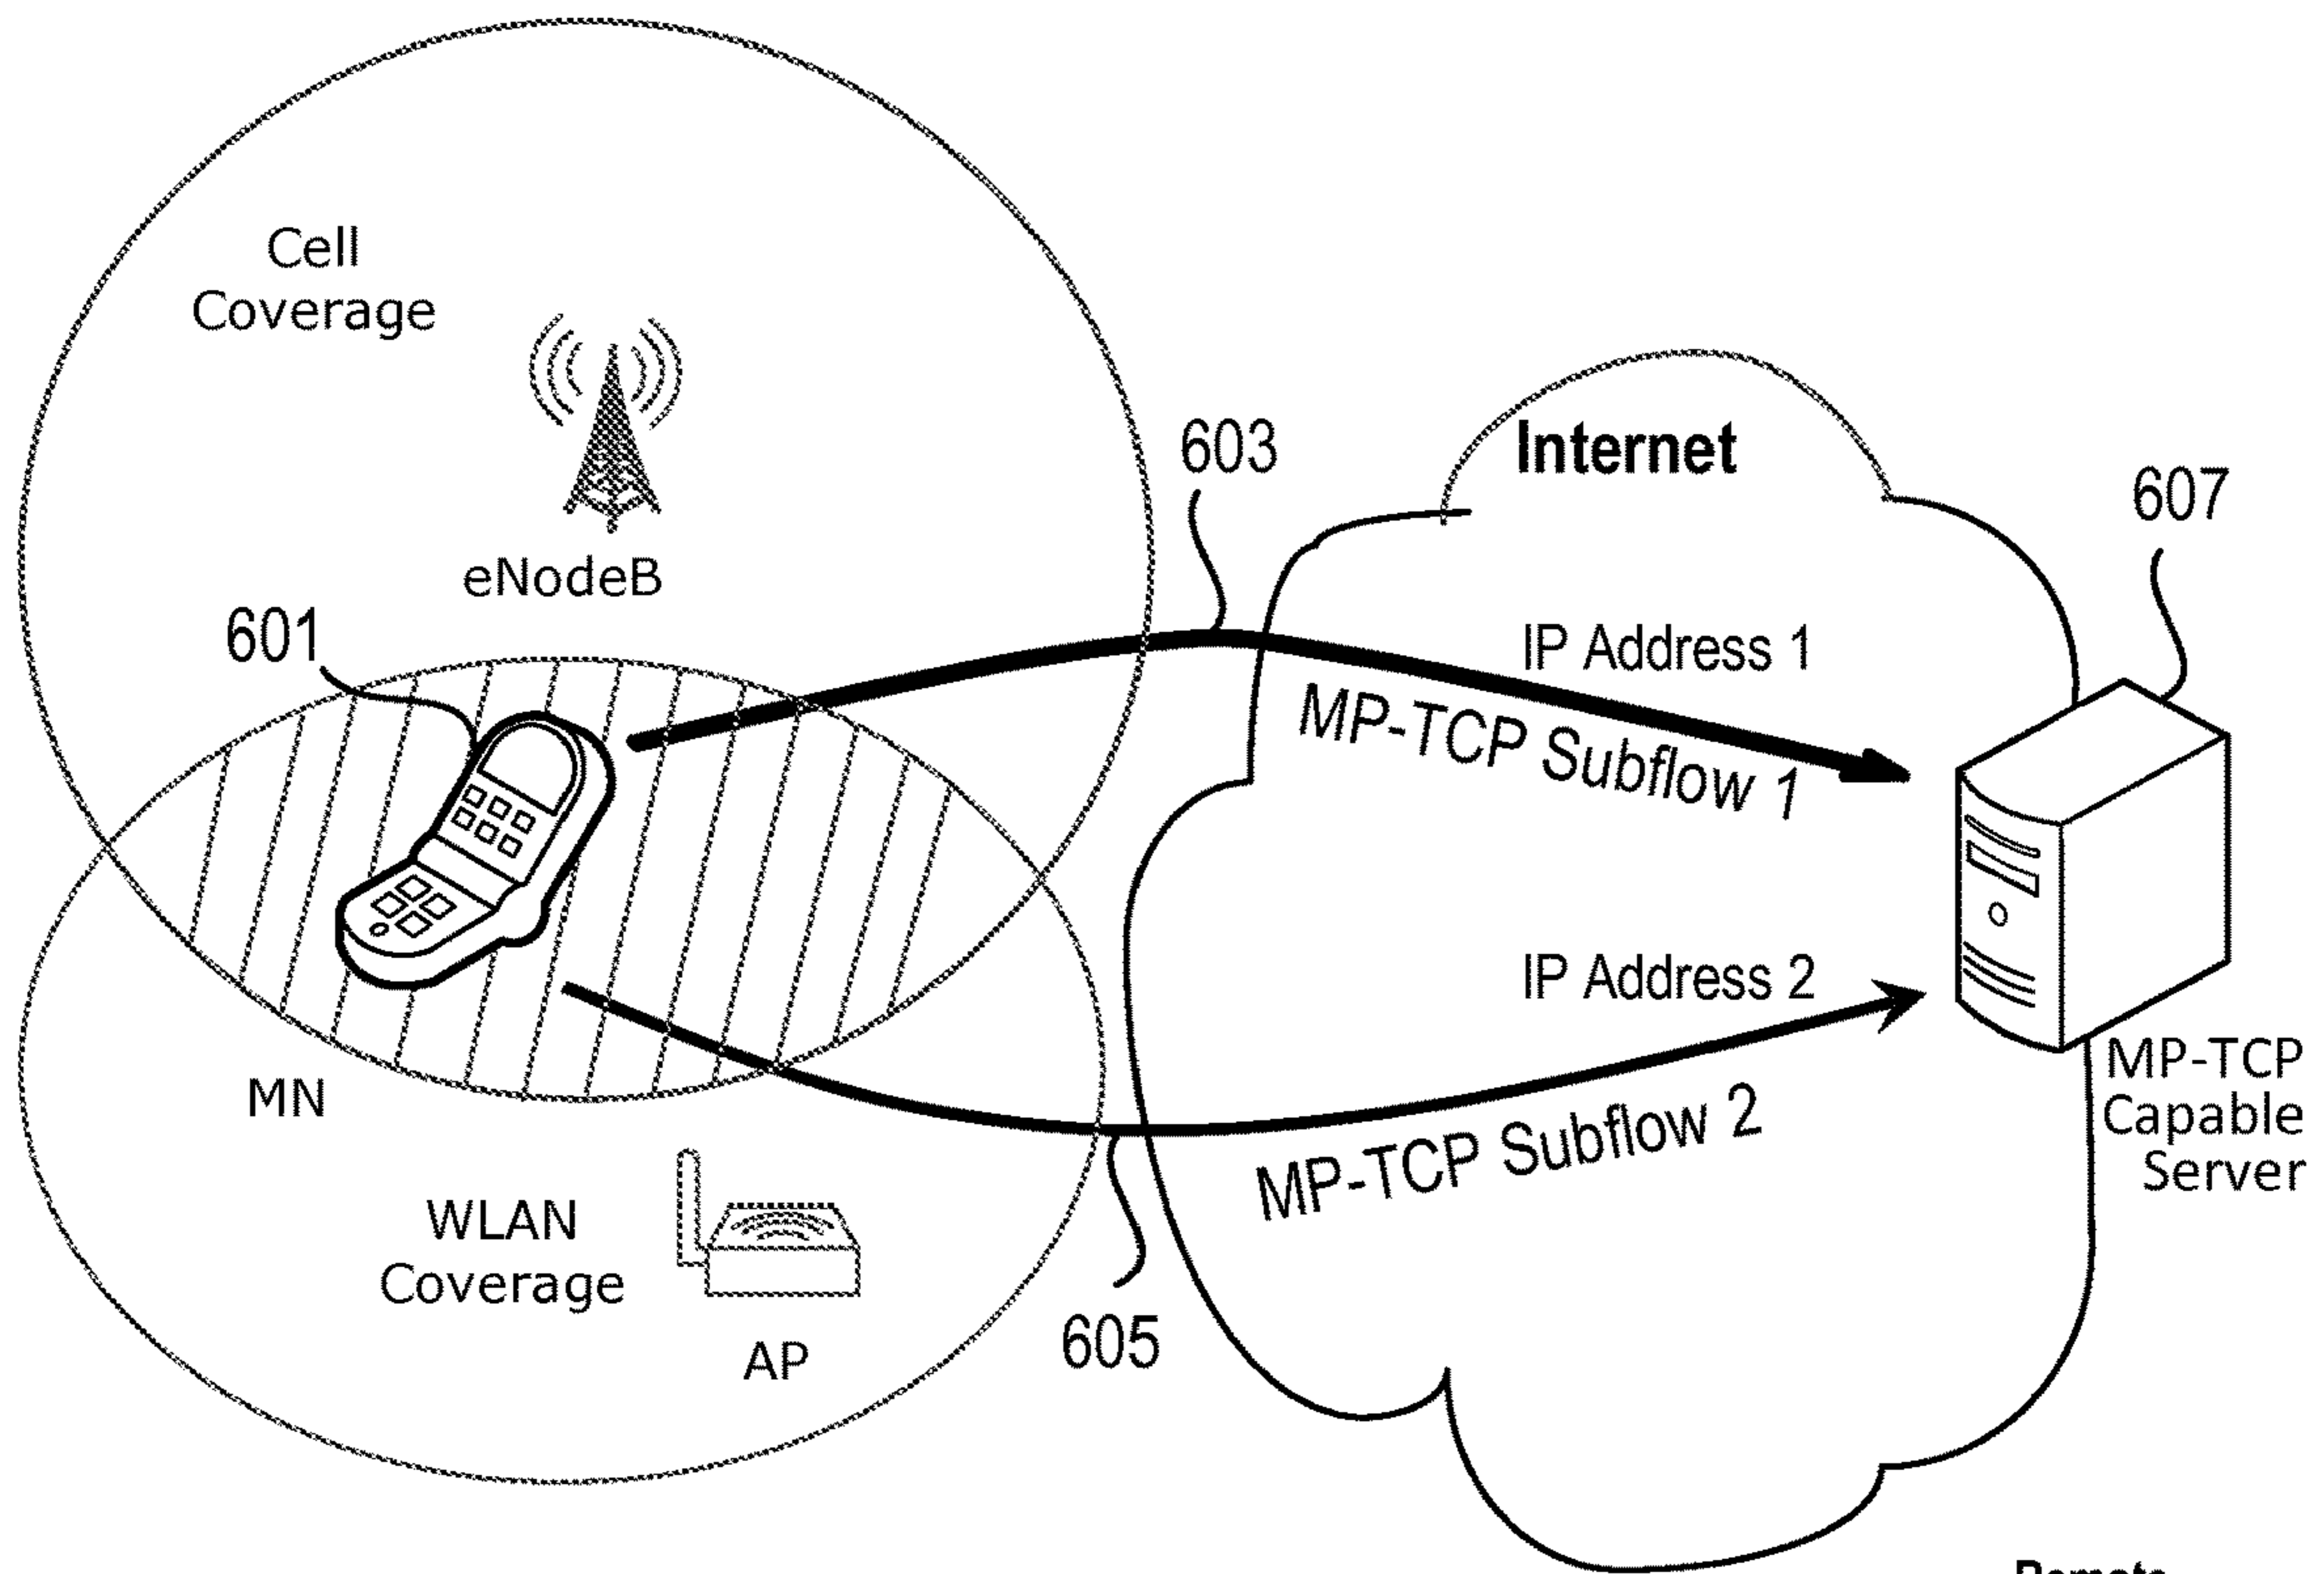 Cell
Coverage
eNodeB
601
603
Internet
607
IP Address 1
MP-TCP Subflow 1
IP Address 2
MP-TCP Subflow 2
MP-TCP
Capable
Server
MN
WLAN
Coverage
AP
605
Remote